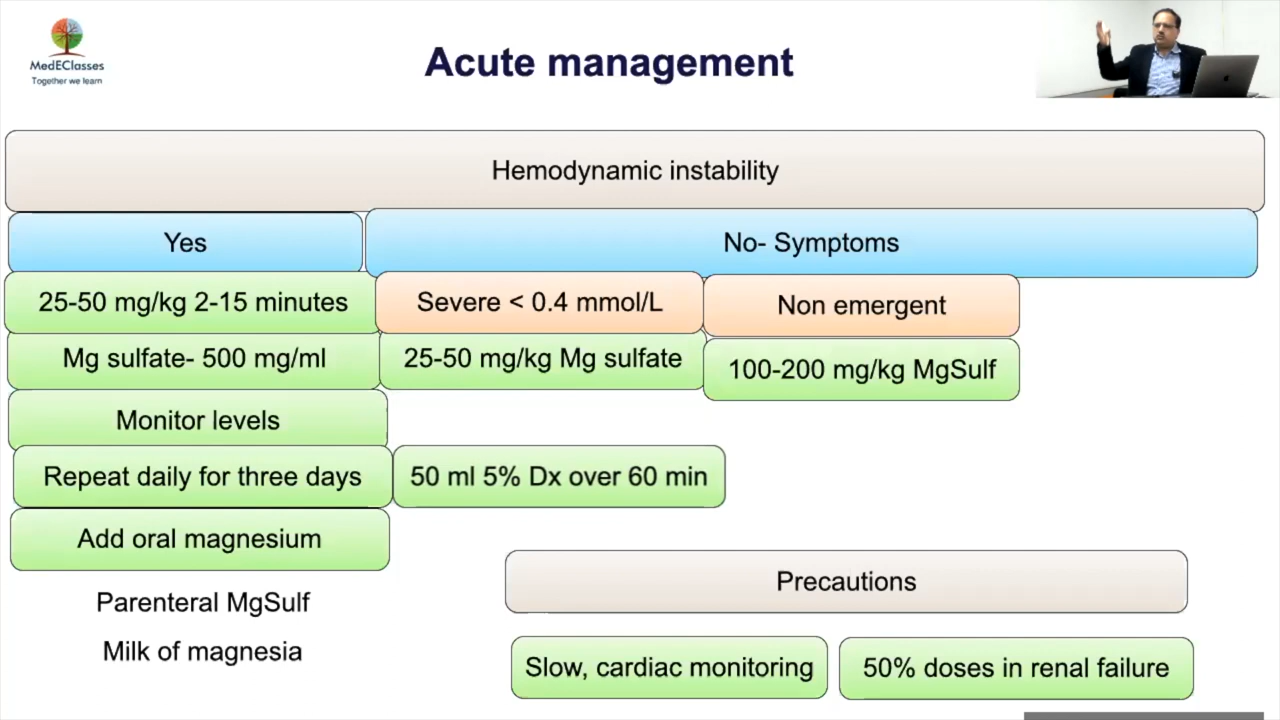 MedEClasses
Together we learn
Acute management
Hemodynamic instability
Yes
No- Symptoms
25-50 mg/kg 2-15 minutes
Severe < 0.4 mmol/L
Non emergent
Mg sulfate- 500 mg/ml
25-50 mg/kg Mg sulfate
100-200 mg/kg MgSulf
Monitor levels
Repeat daily for three days
50 ml 5% Dx over 60 min
Add oral magnesium
Precautions
Parenteral MgSulf
Milk of magnesia
Slow, cardiac monitoring
50% doses in renal failure